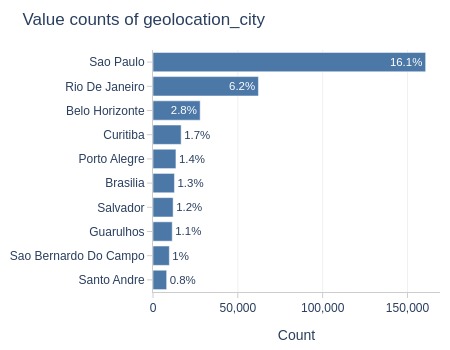 Value counts of geolocation_city
Sao Paulo 16.1%
Rio De Janeiro 6.2%
Belo Horizonte 2.8%
Curitiba 1.7%
Porto Alegre 1.4%
Brasilia 1.3%
Salvador 1.2%
Guarulhos 1.1%
Sao Bernardo Do Campo 1%
Santo Andre 0.8%
0 50,000 100,000 150,000
Count